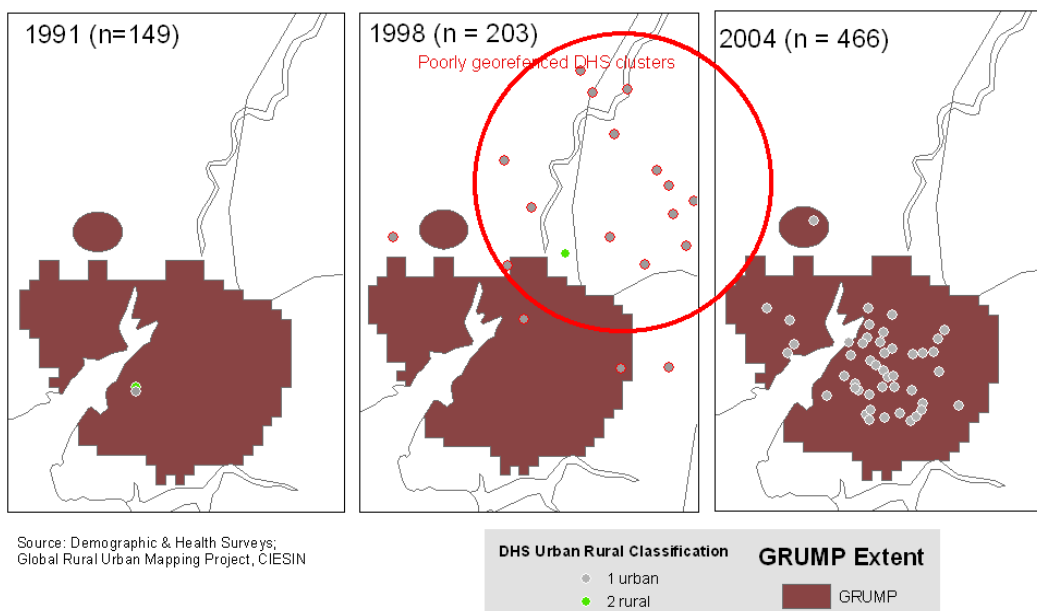 1991 (n=149)
1998 (n = 203)
2004 (n = 466)
Poorly georefenced DHS clusters
Source: Demographic & Health Surveys;
Global Rural Urban Mapping Project, CIESIN
DHS Urban Rural Classification
1 urban
2 rural
GRUMP Extent
GRUMP